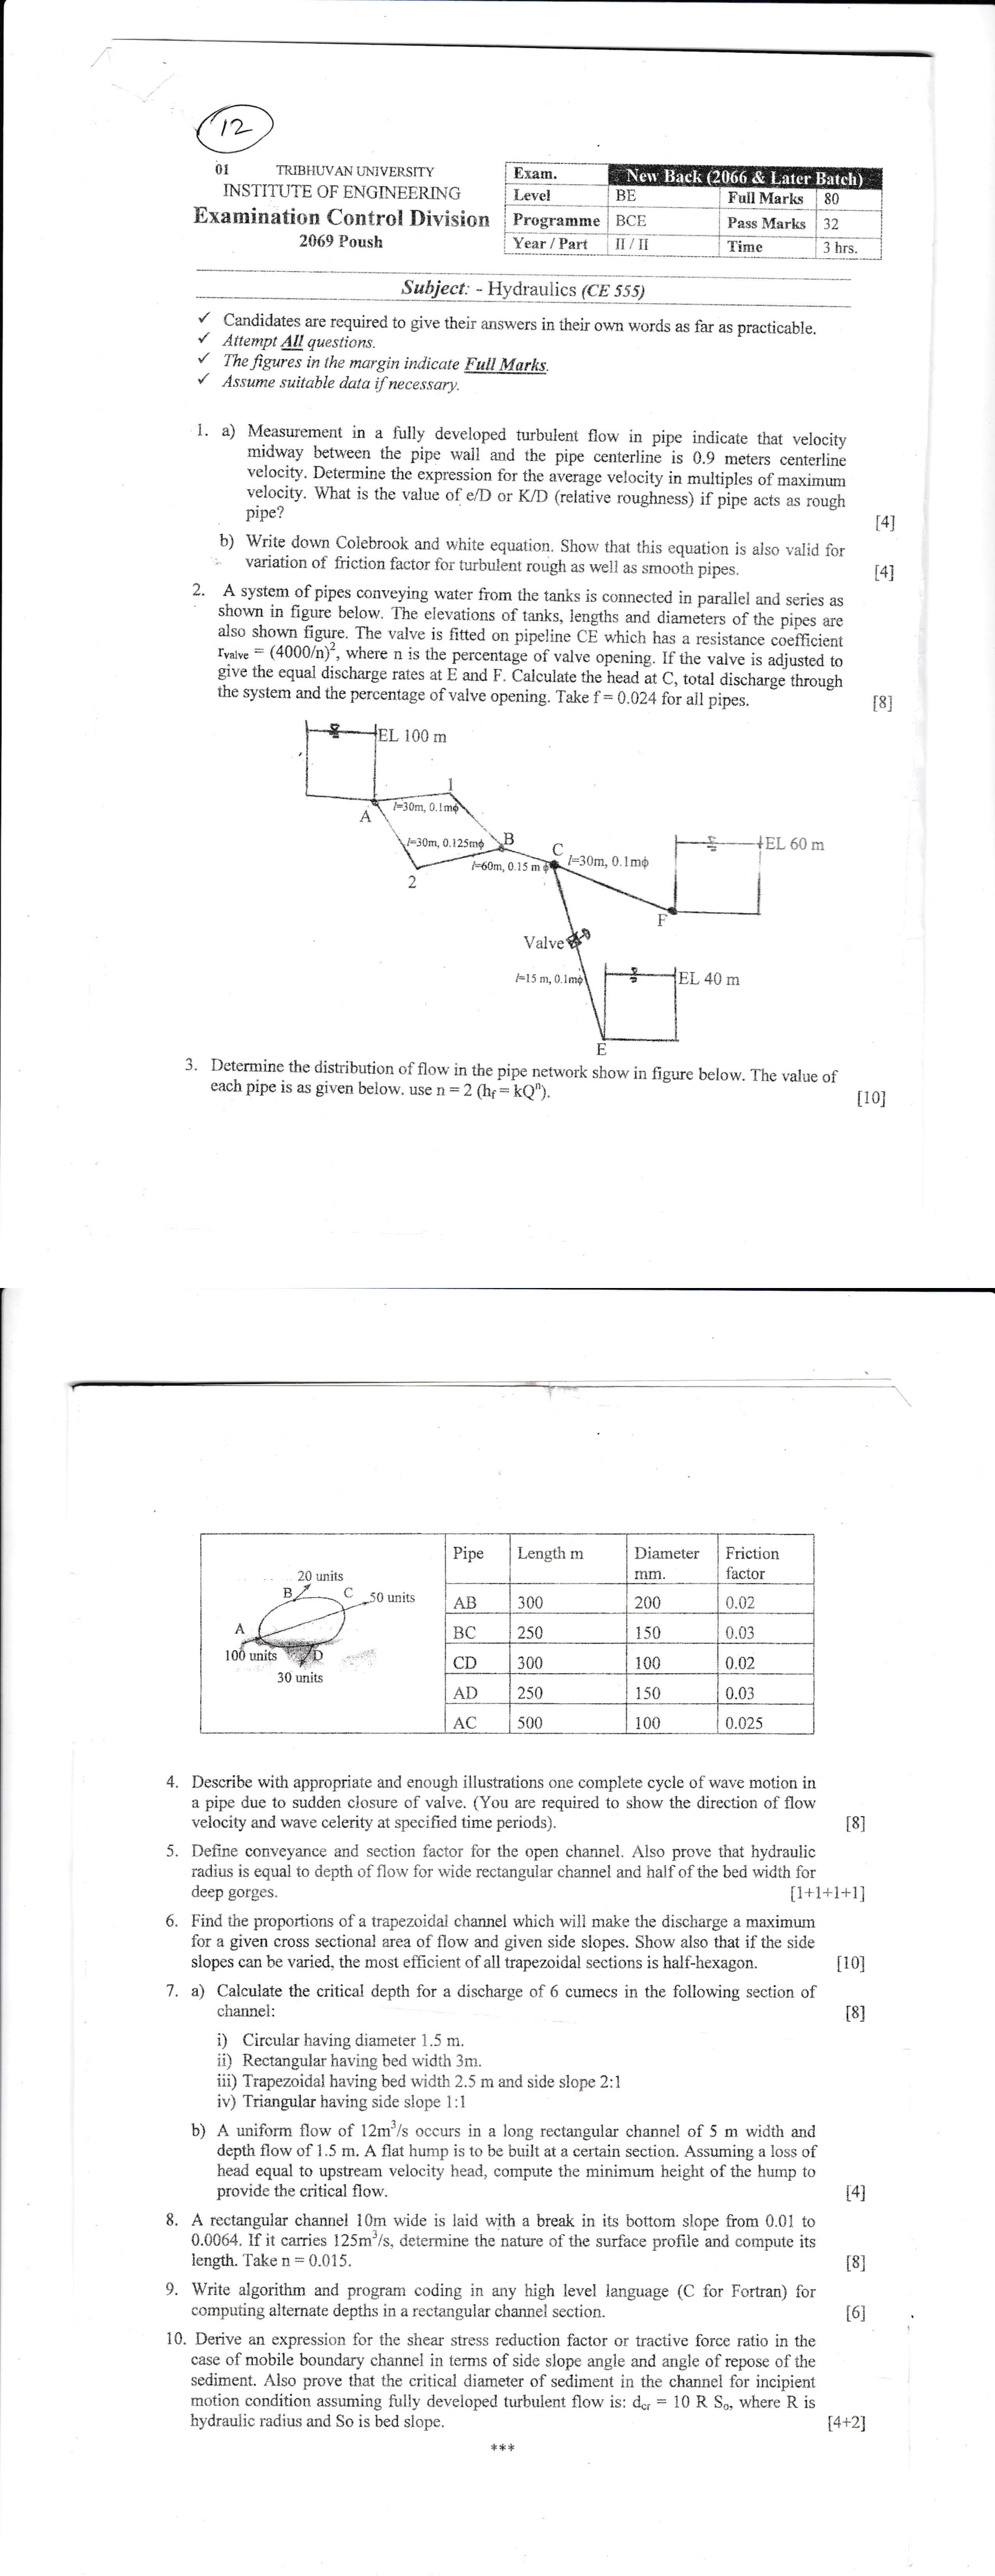 12
01 TRIBHUVAN UNIVERSITY
INSTITUTE OF ENGINEERING
Examination Control Division
2069 Poush
Exam. New Back (2066 & Later Batch)
Level BE Full Marks 80
Programme BCE Pass Marks 32
Year / Part II / II Time 3 hrs.
Subject: - Hydraulics (CE 555)
✓ Candidates are required to give their answers in their own words as far as practicable.
✓ Attempt All questions.
✓ The figures in the margin indicate Full Marks.
✓ Assume suitable data if necessary.
1. a) Measurement in a fully developed turbulent flow in pipe indicate that velocity
midway between the pipe wall and the pipe centerline is 0.9 meters centerline
velocity. Determine the expression for the average velocity in multiples of maximum
velocity. What is the value of e/D or K/D (relative roughness) if pipe acts as rough
pipe? [4]
b) Write down Colebrook and white equation. Show that this equation is also valid for
variation of friction factor for turbulent rough as well as smooth pipes. [4]
2. A system of pipes conveying water from the tanks is connected in parallel and series as
shown in figure below. The elevations of tanks, lengths and diameters of the pipes are
also shown figure. The valve is fitted on pipeline CE which has a resistance coefficient
rvalve = (4000/n)², where n is the percentage of valve opening. If the valve is adjusted to
give the equal discharge rates at E and F. Calculate the head at C, total discharge through
the system and the percentage of valve opening. Take f = 0.024 for all pipes. [8]
EL 100 m
1
l=30m, 0.1mϕ
A
l=30m, 0.125mϕ
B
C
EL 60 m
l=60m, 0.15 m ϕ
l=30m, 0.1mϕ
2
F
Valve
l=15 m, 0.1mϕ
EL 40 m
E
3. Determine the distribution of flow in the pipe network show in figure below. The value of
each pipe is as given below. use n = 2 (hf = kQⁿ). [10]
20 units
B
C
50 units
A
100 units
D
30 units
Pipe Length m Diameter mm. Friction factor
AB 300 200 0.02
BC 250 150 0.03
CD 300 100 0.02
AD 250 150 0.03
AC 500 100 0.025
4. Describe with appropriate and enough illustrations one complete cycle of wave motion in
a pipe due to sudden closure of valve. (You are required to show the direction of flow
velocity and wave celerity at specified time periods). [8]
5. Define conveyance and section factor for the open channel. Also prove that hydraulic
radius is equal to depth of flow for wide rectangular channel and half of the bed width for
deep gorges. [1+1+1+1]
6. Find the proportions of a trapezoidal channel which will make the discharge a maximum
for a given cross sectional area of flow and given side slopes. Show also that if the side
slopes can be varied, the most efficient of all trapezoidal sections is half-hexagon. [10]
7. a) Calculate the critical depth for a discharge of 6 cumecs in the following section of
channel: [8]
i) Circular having diameter 1.5 m.
ii) Rectangular having bed width 3m.
iii) Trapezoidal having bed width 2.5 m and side slope 2:1
iv) Triangular having side slope 1:1
b) A uniform flow of 12m³/s occurs in a long rectangular channel of 5 m width and
depth flow of 1.5 m. A flat hump is to be built at a certain section. Assuming a loss of
head equal to upstream velocity head, compute the minimum height of the hump to
provide the critical flow. [4]
8. A rectangular channel 10m wide is laid with a break in its bottom slope from 0.01 to
0.0064. If it carries 125m³/s, determine the nature of the surface profile and compute its
length. Take n = 0.015. [8]
9. Write algorithm and program coding in any high level language (C for Fortran) for
computing alternate depths in a rectangular channel section. [6]
10. Derive an expression for the shear stress reduction factor or tractive force ratio in the
case of mobile boundary channel in terms of side slope angle and angle of repose of the
sediment. Also prove that the critical diameter of sediment in the channel for incipient
motion condition assuming fully developed turbulent flow is: dcr = 10 R So, where R is
hydraulic radius and So is bed slope. [4+2]
***